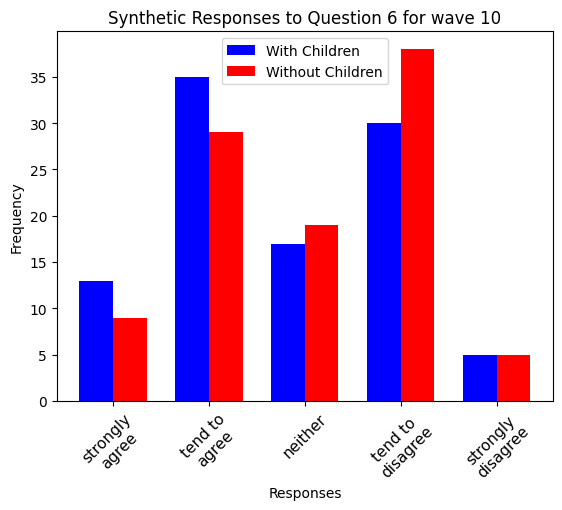 Synthetic Responses to Question 6 for wave 10
With Children
Without Children
Frequency
35
30
25
20
15
10
5
0
strongly
agree
tend to
agree
neither
tend to
disagree
strongly
disagree
Responses